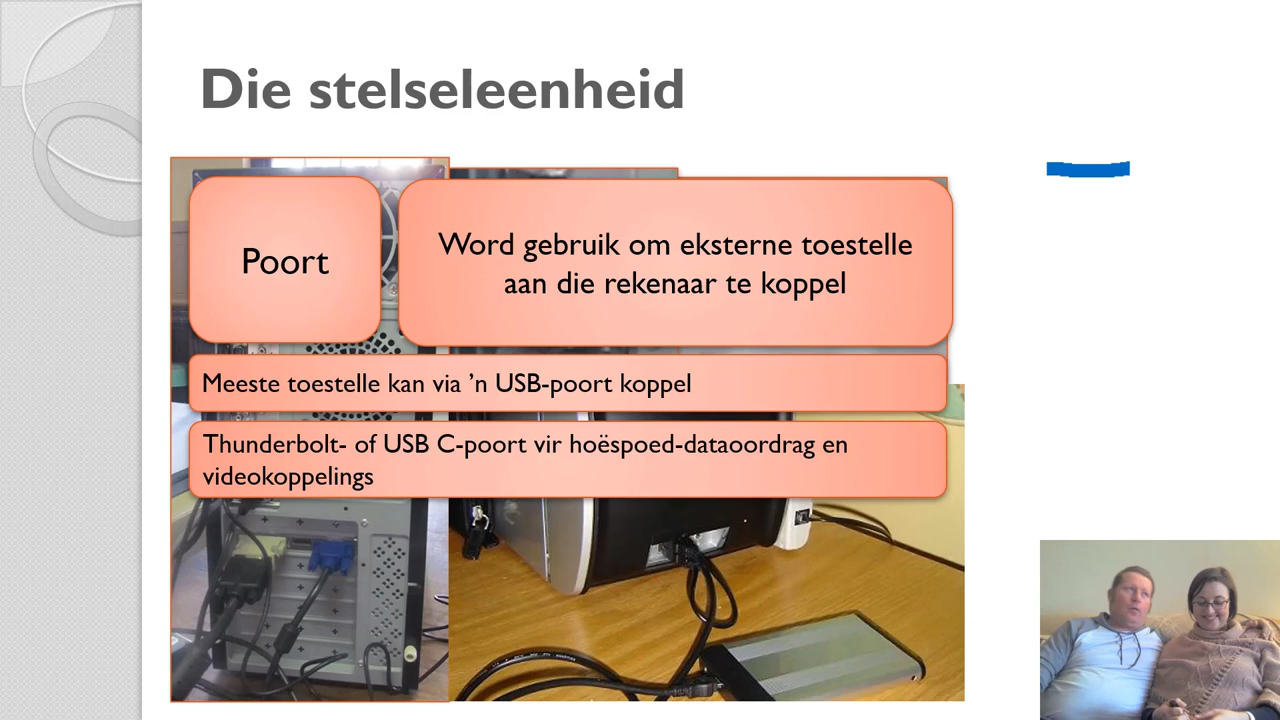 Die stelseleenheid
Poort
Word gebruik om eksterne toestelle
aan die rekenaar te koppel
Meeste toestelle kan via ’n USB-poort koppel
Thunderbolt- of USB C-poort vir hoëspoed-dataoordrag en
videokoppelings